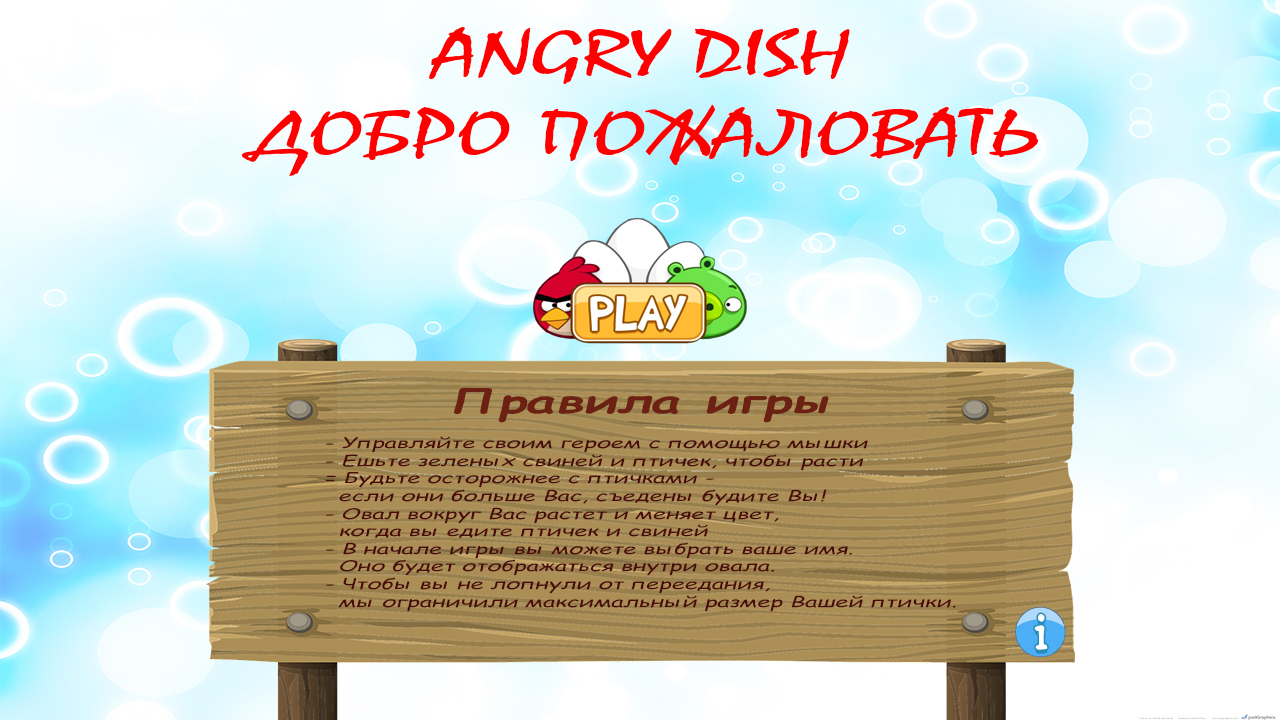 ANGRY DISH
ДОБРО ПОЖАЛОВАТЬ
PLAY
Правила игры
- Управляйте своим героем с помощью мышки
- Ешьте зеленых свиней и птичек, чтобы расти
= Будьте осторожнее с птичками -
если они больше Вас, съедены будите Вы!
- Овал вокруг Вас растет и меняет цвет,
когда вы едите птичек и свиней
- В начале игры вы можете выбрать ваше имя.
Оно будет отображаться внутри овала.
- Чтобы вы не лопнули от переедания,
мы ограничили максимальный размер Вашей птички.
i